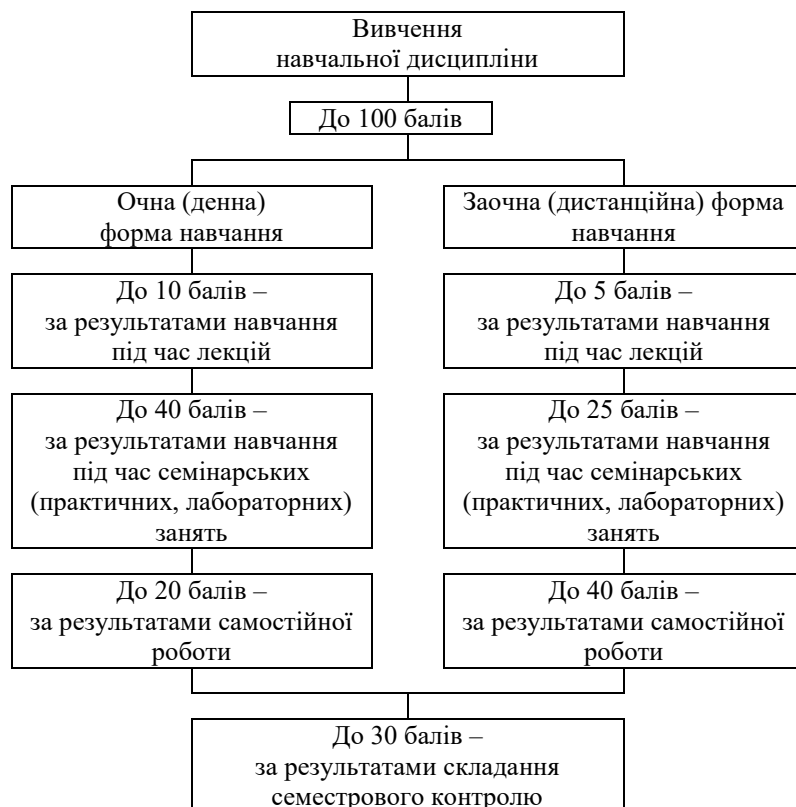 Вивчення
навчальної дисципліни
До 100 балів
Очна (денна)
форма навчання
Заочна (дистанційна) форма
навчання
До 10 балів –
за результатами навчання
під час лекцій
До 5 балів –
за результатами навчання
під час лекцій
До 40 балів –
за результатами навчання
під час семінарських
(практичних, лабораторних)
занять
До 25 балів –
за результатами навчання
під час семінарських
(практичних, лабораторних)
занять
До 20 балів –
за результатами самостійної
роботи
До 40 балів –
за результатами самостійної
роботи
До 30 балів –
за результатами складання
семестрового контролю